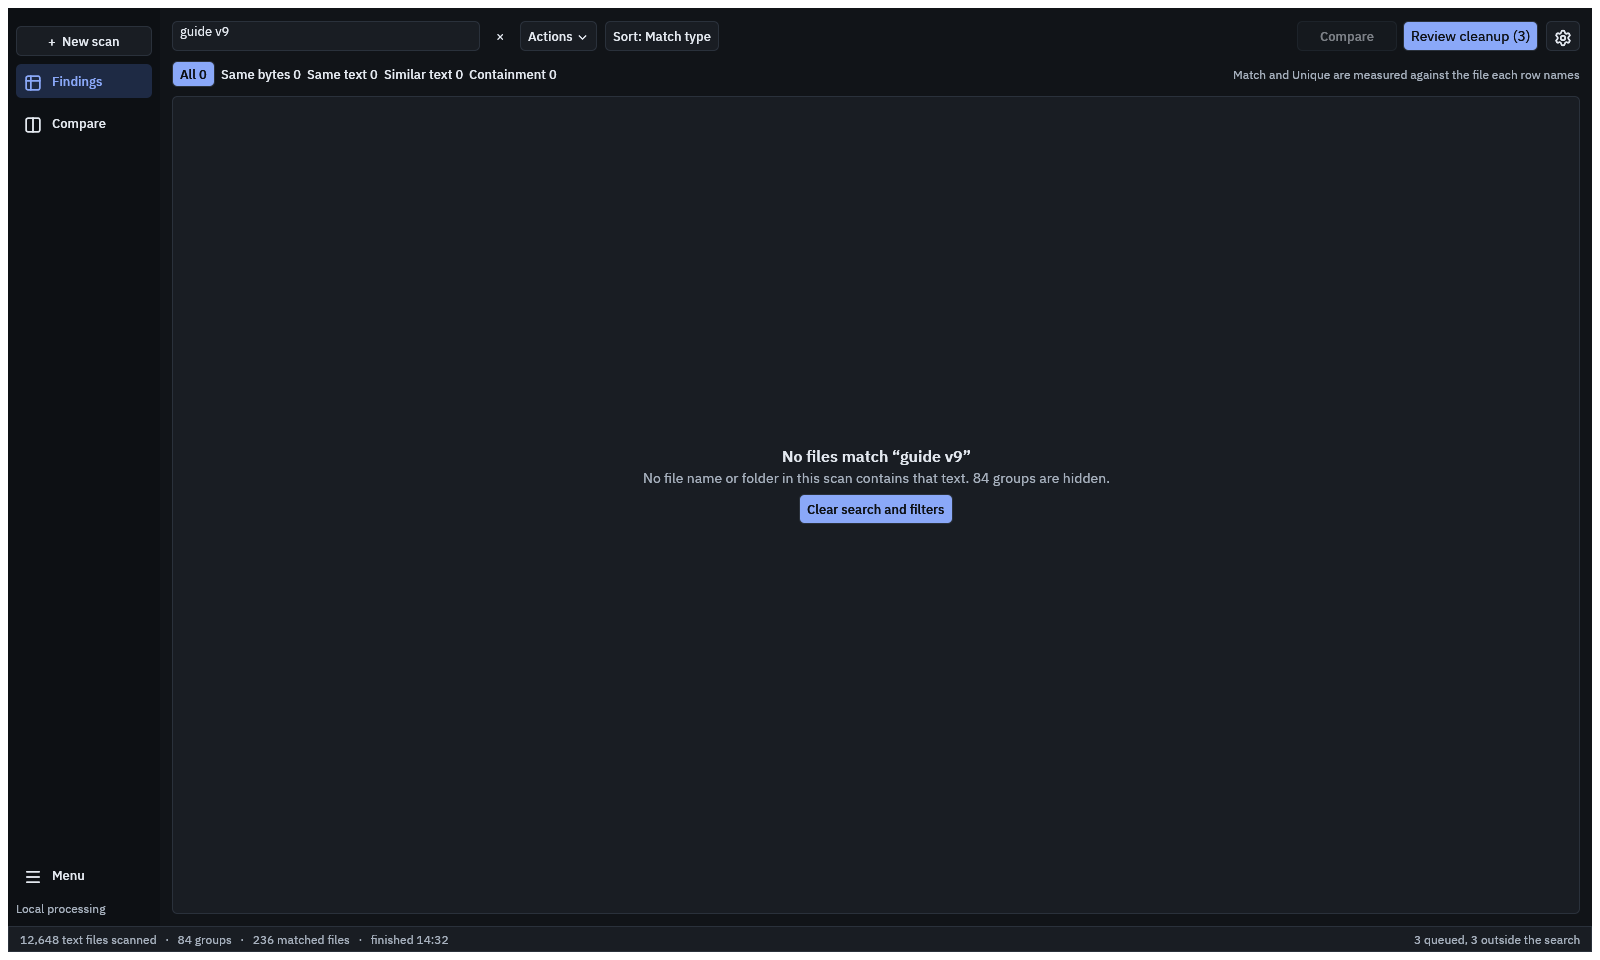 + New scan
Findings
Compare
Menu
Local processing
guide v9
×
Actions
Sort: Match type
Compare
Review cleanup (3)
All 0 Same bytes 0 Same text 0 Similar text 0 Containment 0
Match and Unique are measured against the file each row names
No files match “guide v9”
No file name or folder in this scan contains that text. 84 groups are hidden.
Clear search and filters
12,648 text files scanned · 84 groups · 236 matched files · finished 14:32
3 queued, 3 outside the search